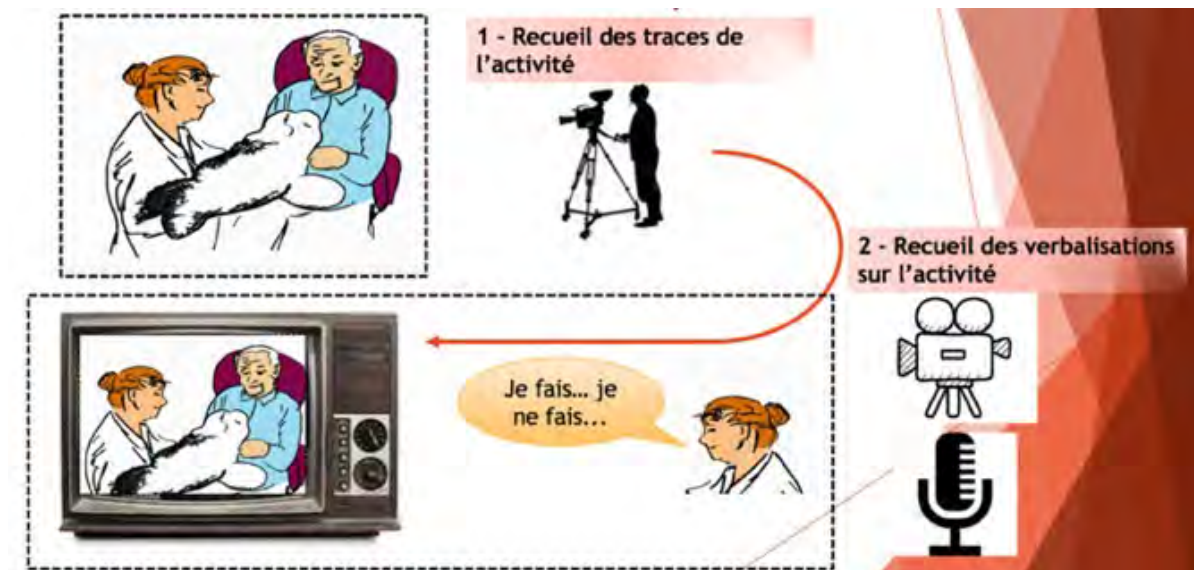 1 - Recueil des traces de
l'activité
2 - Recueil des verbalisations
sur l'activité
Je fais... je
ne fais...